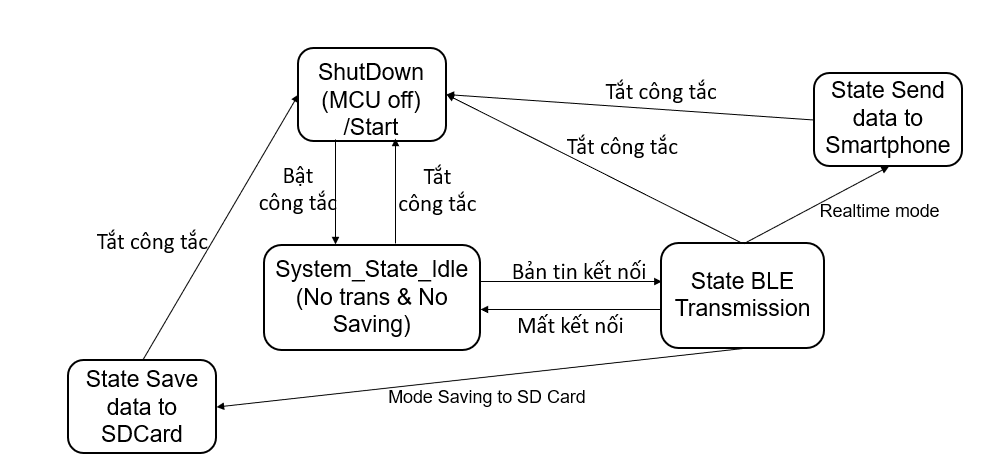 ShutDown
(MCU off)
/Start
Tắt công tắc
State Send
data to
Smartphone
Tắt công tắc
Bật
công tắc
Tắt
công tắc
Realtime mode
Tắt công tắc
System_State_Idle
(No trans & No
Saving)
Bản tin kết nối
Mất kết nối
State BLE
Transmission
State Save
data to
SDCard
Mode Saving to SD Card